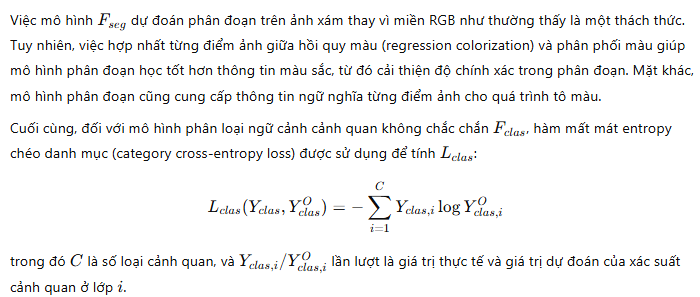 Việc mô hình F_{seg} dự đoán phân đoạn trên ảnh xám thay vì miền RGB như thường thấy là một thách thức.
Tuy nhiên, việc hợp nhất từng điểm ảnh giữa hồi quy màu (regression colorization) và phân phối màu giúp
mô hình phân đoạn học tốt hơn thông tin màu sắc, từ đó cải thiện độ chính xác trong phân đoạn. Mặt khác,
mô hình phân đoạn cũng cung cấp thông tin ngữ nghĩa từng điểm ảnh cho quá trình tô màu.
Cuối cùng, đối với mô hình phân loại ngữ cảnh cảnh quan không chắc chắn F_{clas}, hàm mất mát entropy
chéo danh mục (category cross-entropy loss) được sử dụng để tính L_{clas}:
L_{clas}(Y_{clas}, Y_{clas}^{O}) = -\sum_{i=1}^{C} Y_{clas,i} \log Y_{clas,i}^{O}
trong đó C là số loại cảnh quan, và Y_{clas,i}/Y_{clas,i}^{O} lần lượt là giá trị thực tế và giá trị dự đoán của xác suất
cảnh quan ở lớp i.